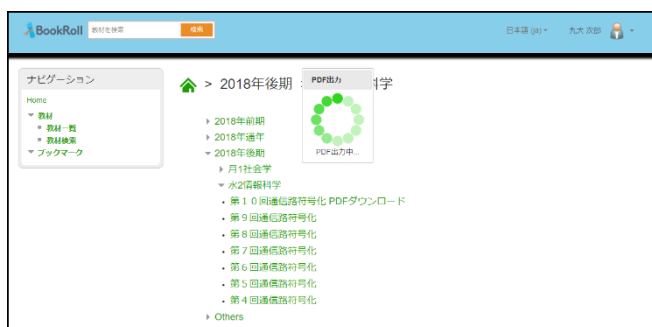 BookRoll 教材を検索 検索 日本語 (ja) 九大 次郎
ナビゲーション
Home
教材
教材一覧
教材検索
ブックマーク
> 2018年後期 科学
PDF出力
PDF出力中...
2018年前期
2018年通年
2018年後期
月1社会学
水2情報科学
第10回通信路符号化 PDFダウンロード
第9回通信路符号化
第8回通信路符号化
第7回通信路符号化
第6回通信路符号化
第5回通信路符号化
第4回通信路符号化
Others